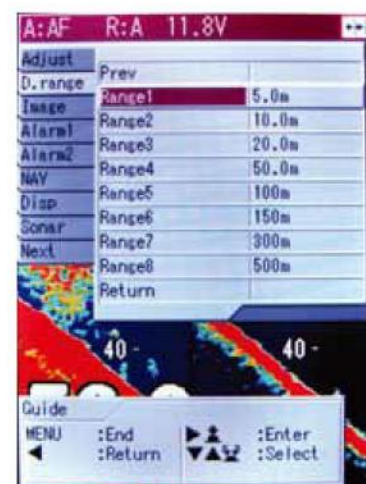 A:AF R:A 11.8V
Adjust
D.range
Image
Alarm1
Alarm2
NAV
Disp
Sonar
Next
Prev
Range1 5.0m
Range2 10.0m
Range3 20.0m
Range4 50.0m
Range5 100m
Range6 150m
Range7 300m
Range8 500m
Return
40 - 40 -
Guide
MENU :End :Enter
◀ :Return ▼▲ :Select